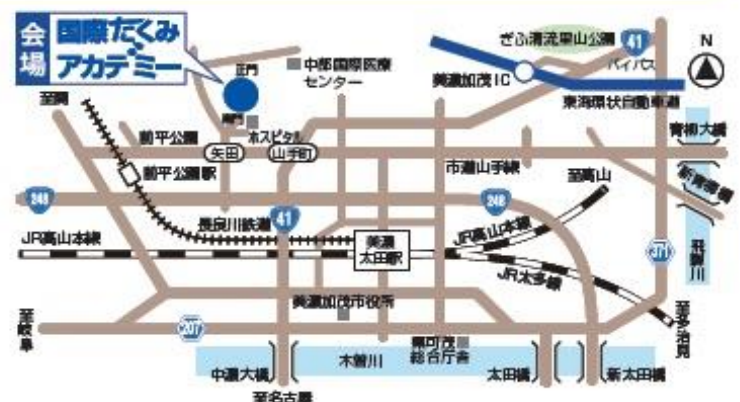 会場
国際たくみ
アカデミー
正門
南門
ホスピタル
中部国際医療
センター
ぎふ清流里山公園
41
バイパス
N
美濃加茂IC
東海環状自動車道
至関
前平公園
矢田
山手町
青柳大橋
前平公園駅
市道山手線
至高山
248
長良川鉄道
41
248
JR高山本線
美濃
太田駅
JR高山本線
JR太多線
飛騨川
371
至岐阜
207
美濃加茂市役所
至多治見
中濃大橋
木曽川
県可茂
総合庁舎
太田橋
新太田橋
至名古屋